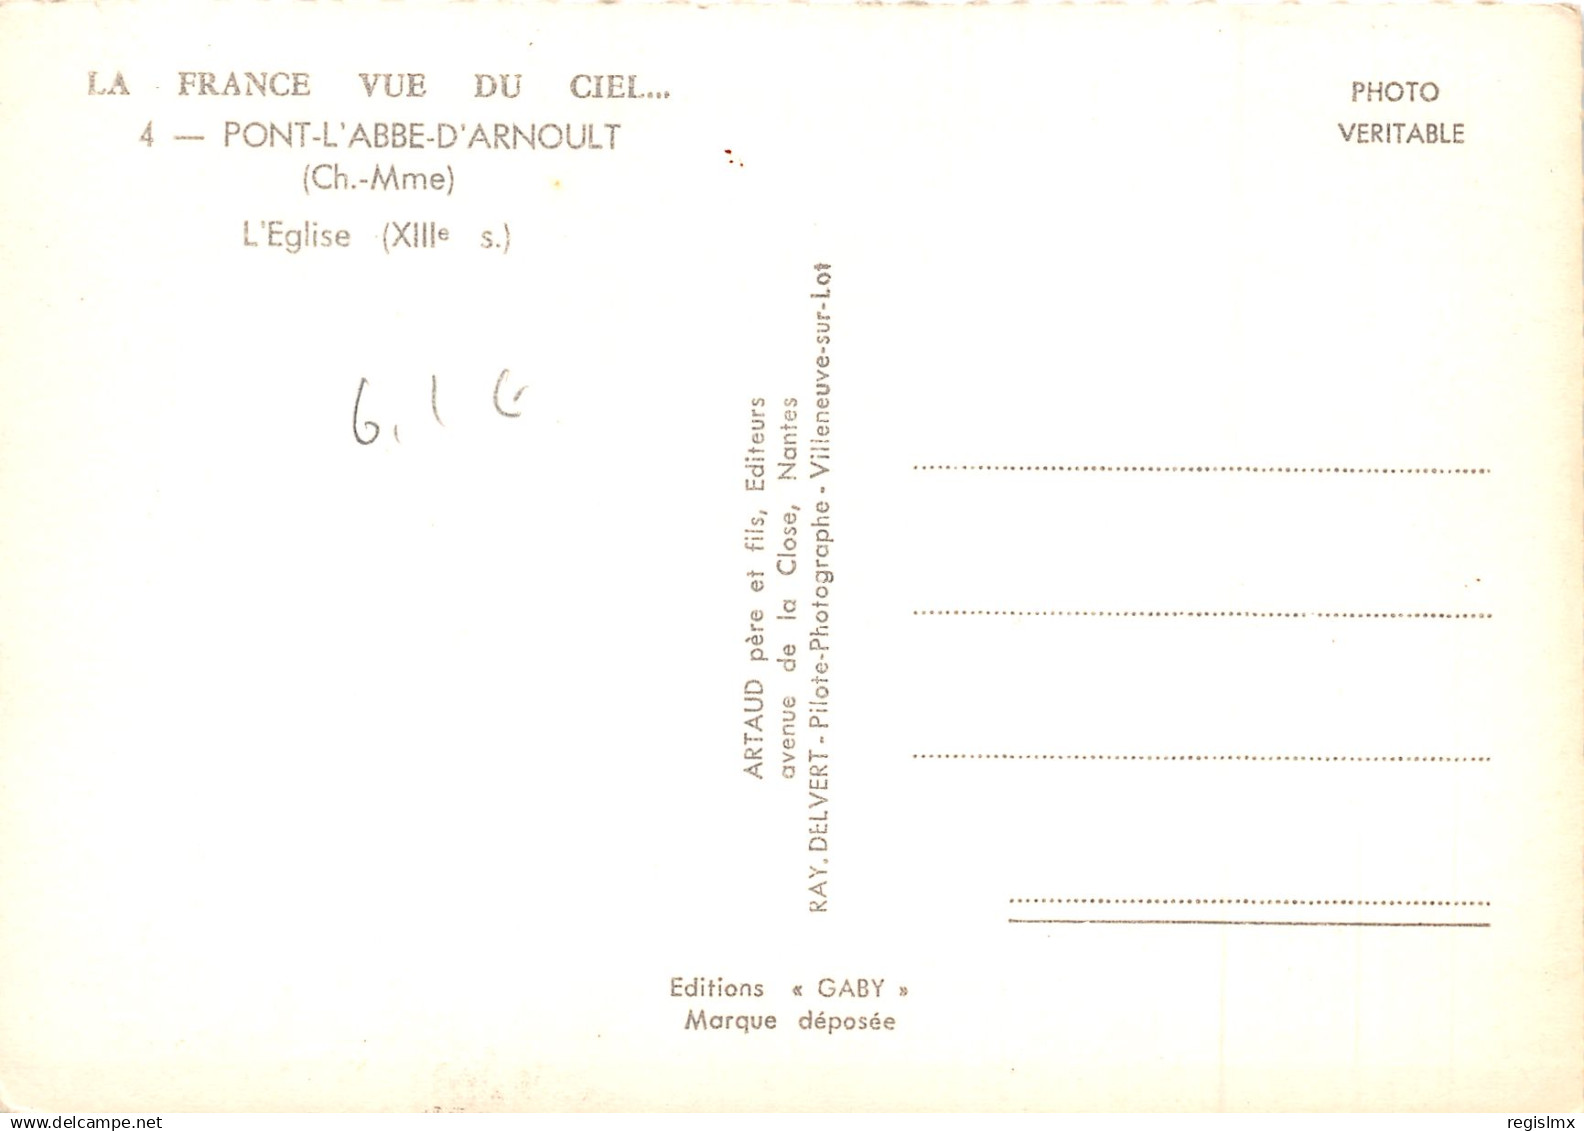 LA FRANCE VUE DU CIEL...
4 — PONT-L'ABBE-D'ARNOULT
(Ch.-Mme)
L'Eglise (XIIIe s.)
PHOTO
VERITABLE
6.1 G
ARTAUD père et fils, Editeurs
avenue de la Close, Nantes
RAY. DELVERT - Pilote-Photographe - Villeneuve-sur-Lot
Editions « GABY »
Marque déposée
www.delcampe.net
regislmx